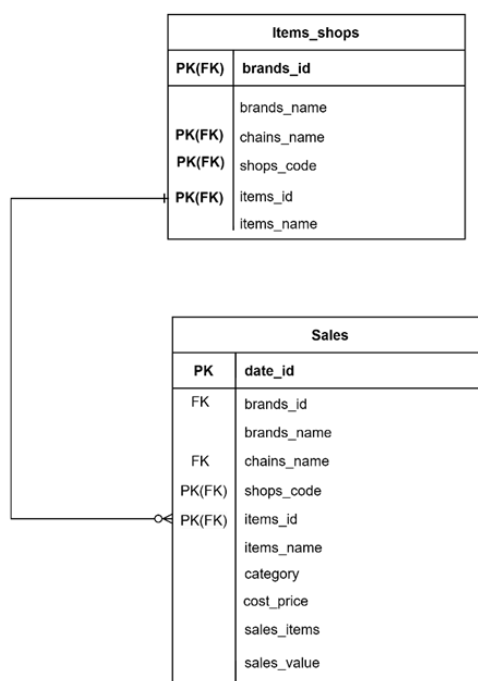 Items_shops
PK(FK) brands_id
brands_name
PK(FK) chains_name
PK(FK) shops_code
PK(FK) items_id
items_name
Sales
PK date_id
FK brands_id
brands_name
FK chains_name
PK(FK) shops_code
PK(FK) items_id
items_name
category
cost_price
sales_items
sales_value